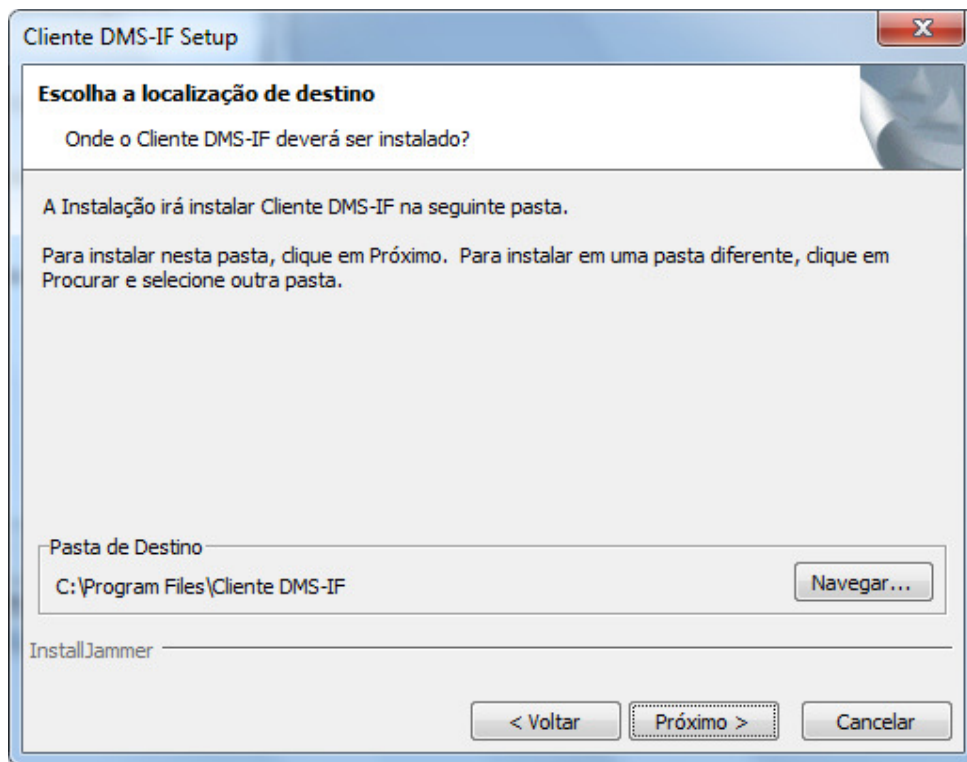 Cliente DMS-IF Setup
Escolha a localização de destino
Onde o Cliente DMS-IF deverá ser instalado?
A Instalação irá instalar Cliente DMS-IF na seguinte pasta.
Para instalar nesta pasta, clique em Próximo.  Para instalar em uma pasta diferente, clique em
Procurar e selecione outra pasta.
Pasta de Destino
C:\Program Files\Cliente DMS-IF
Navegar...
InstallJammer
< Voltar
Próximo >
Cancelar